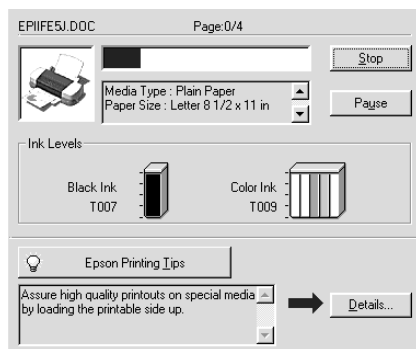 EPIIFE5J.DOC Page:0/4
Stop
Media Type : Plain Paper
Paper Size : Letter 8 1/2 x 11 in
Pause
Ink Levels
Black Ink
T007
Color Ink
T009
Epson Printing Tips
Assure high quality printouts on special media
by loading the printable side up.
Details...